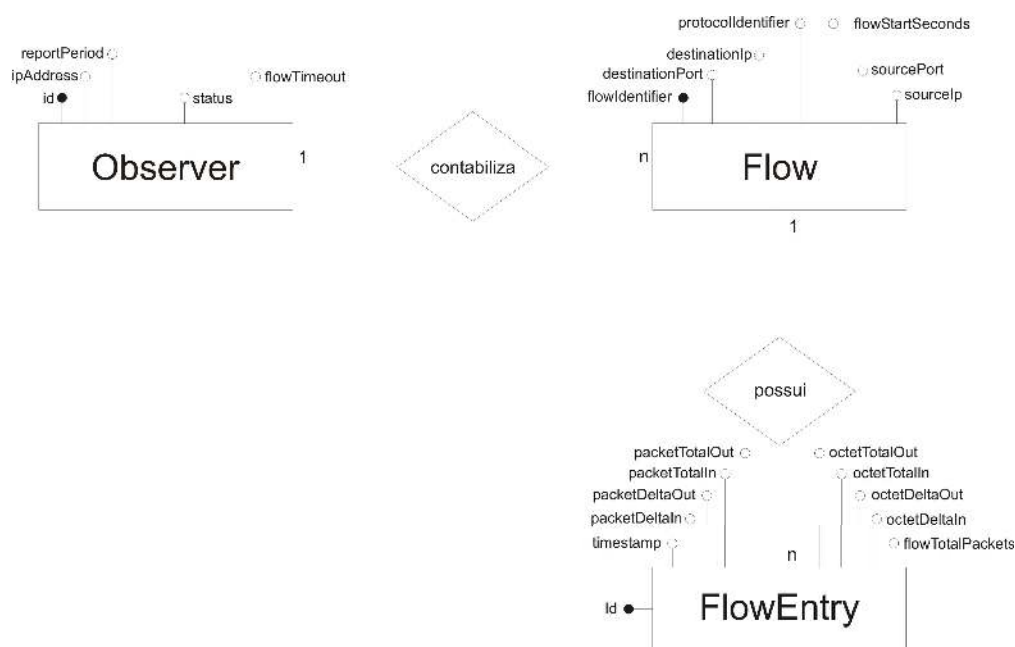 protocolIdentifier
flowStartSeconds
reportPeriod
destinationIp
ipAddress
flowTimeout
destinationPort
sourcePort
id
status
flowIdentifier
sourceIp
Observer
1
contabiliza
n
Flow
1
possui
packetTotalOut
octetTotalOut
packetTotalIn
octetTotalIn
packetDeltaOut
octetDeltaOut
packetDeltaIn
octetDeltaIn
timestamp
flowTotalPackets
n
Id
FlowEntry